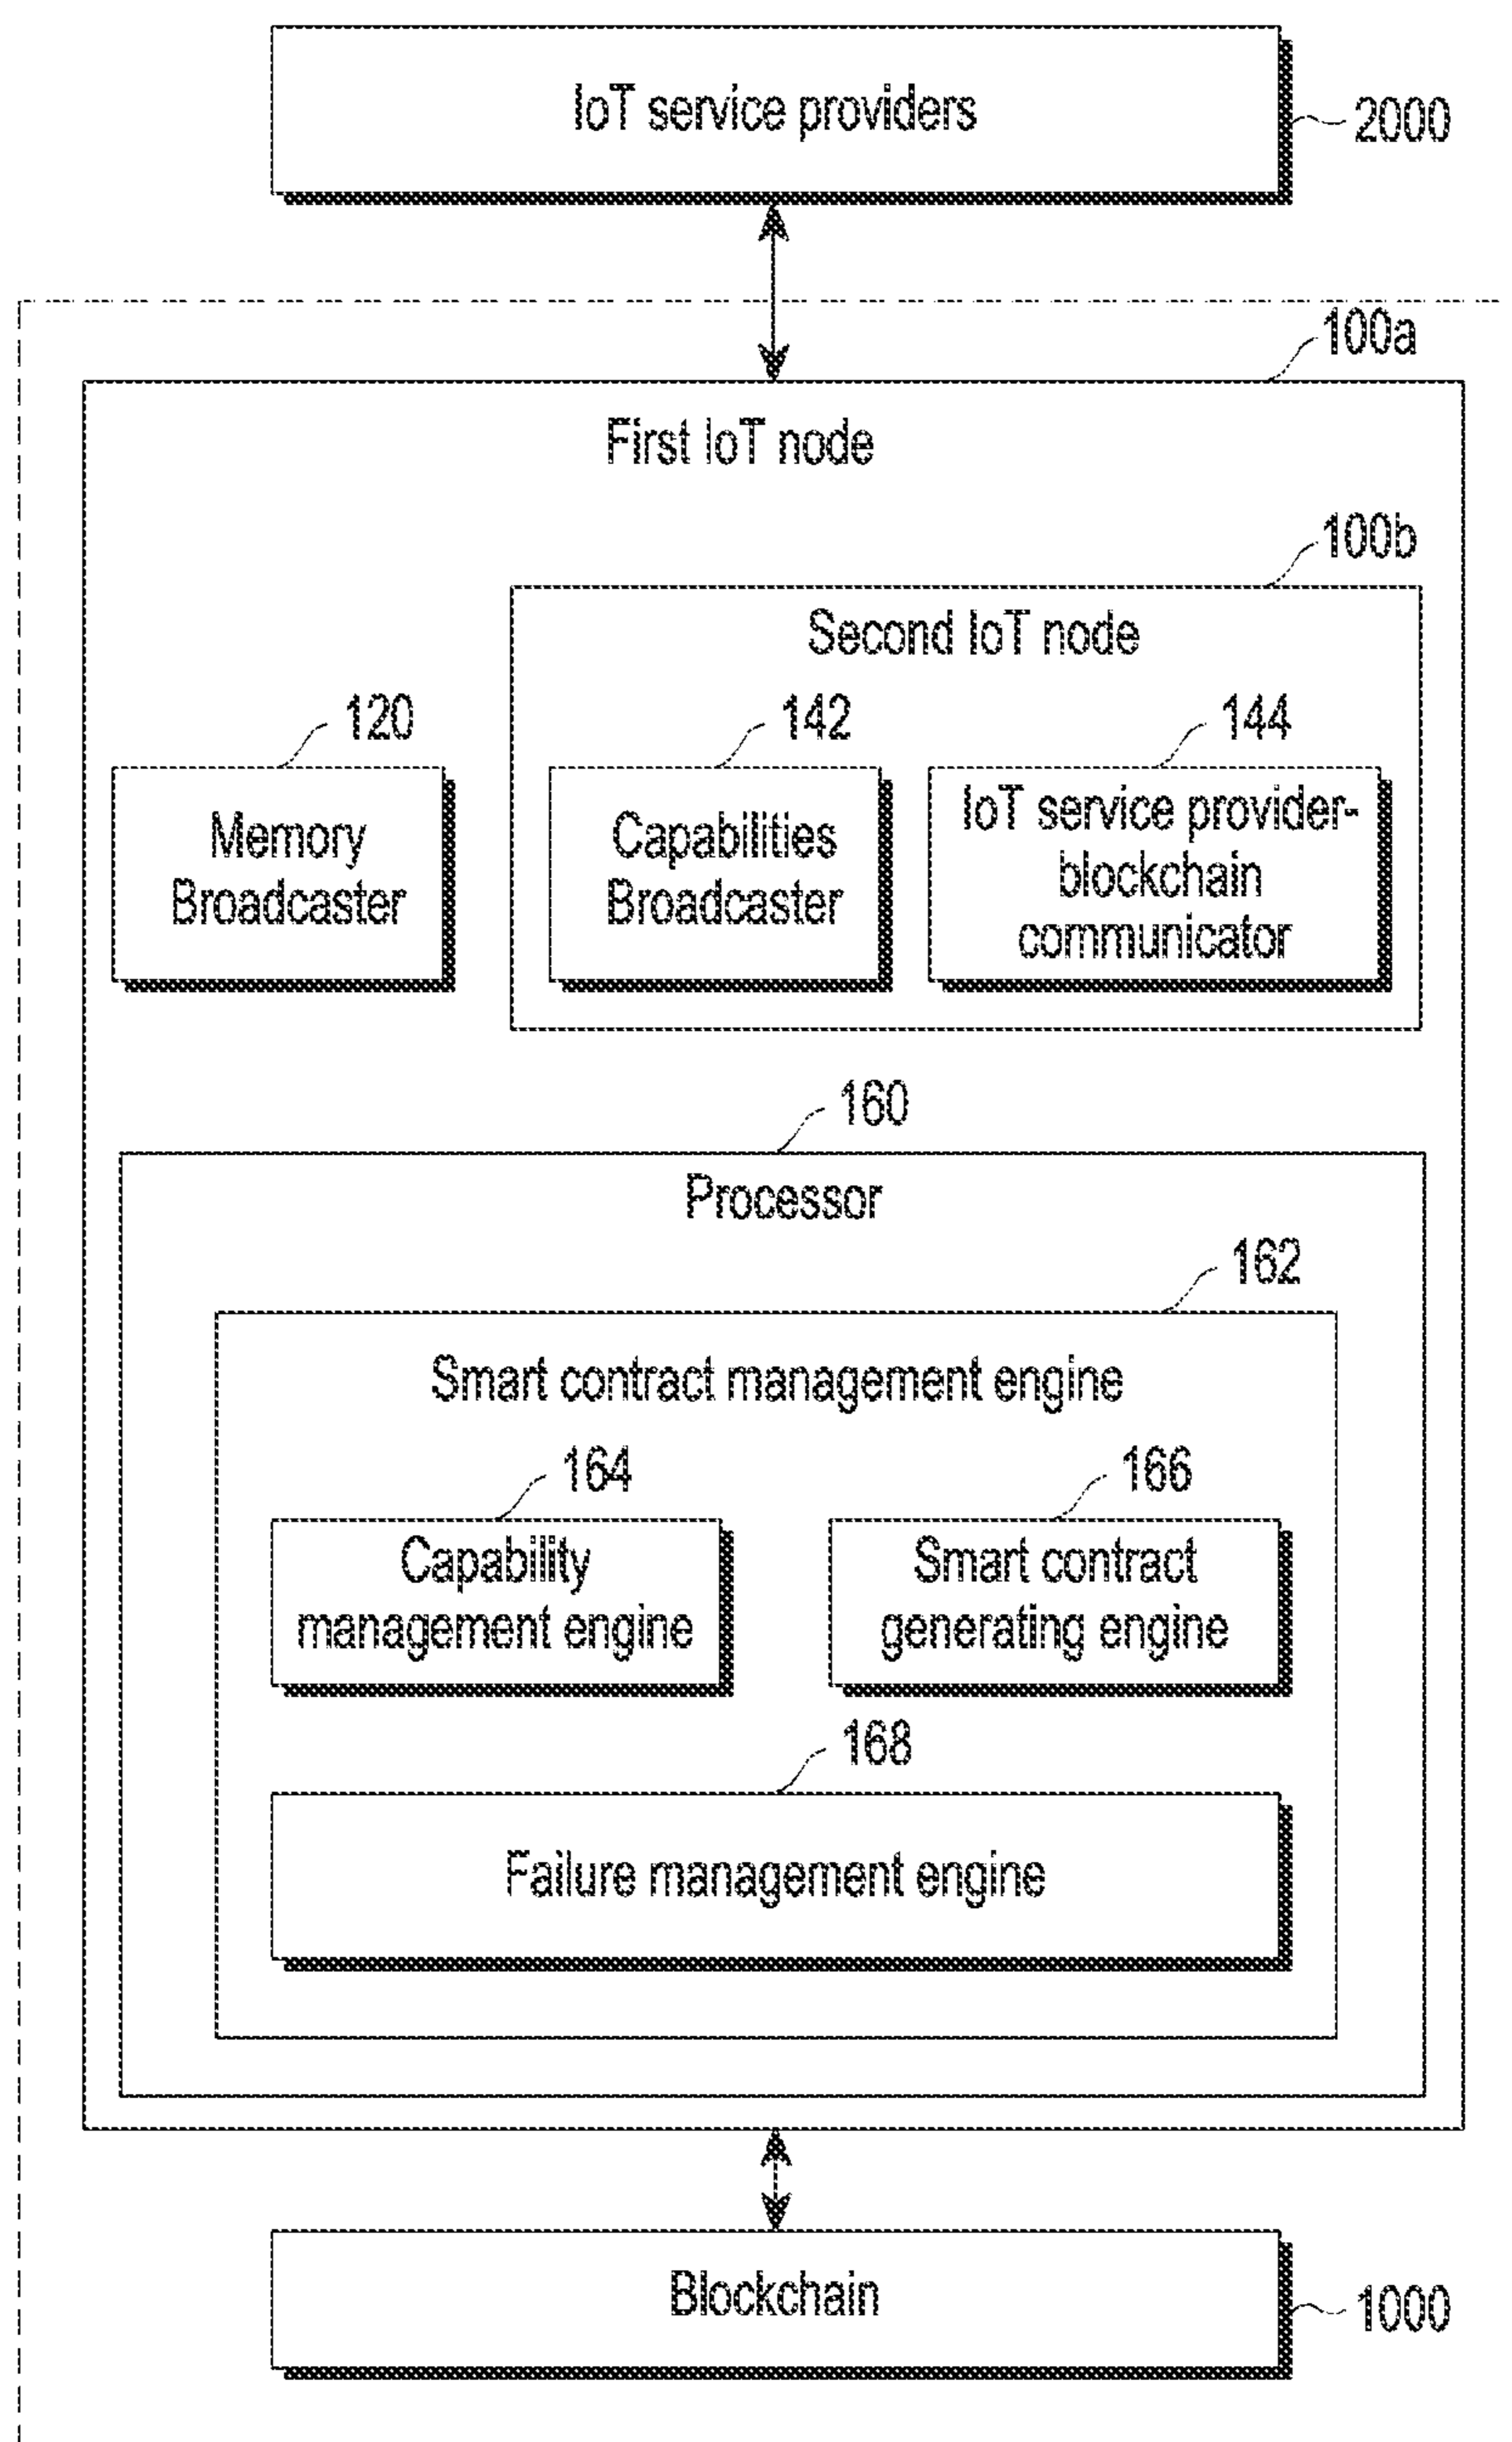 IoT service providers
2000
100a
First IoT node
100b
Second IoT node
120
142
144
Memory
Broadcaster
Capabilities
Broadcaster
IoT service provider-
blockchain
communicator
160
Processor
162
Smart contract management engine
164
166
Capability
management engine
Smart contract
generating engine
168
Failure management engine
Blockchain
1000